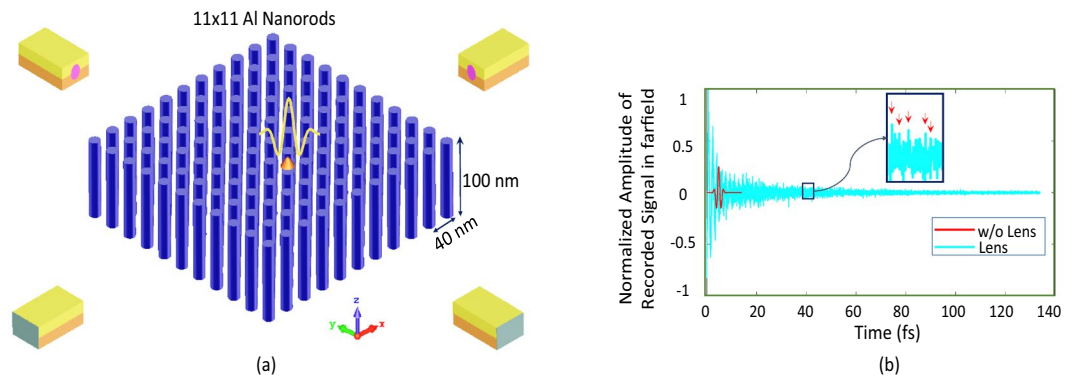 11x11 Al Nanorods
100 nm
40 nm
z
y
x
(a)
Normalized Amplitude of
Recorded Signal in farfield
1
0.5
0
-0.5
-1
0
20
40
60
80
100
120
140
Time (fs)
w/o Lens
Lens
(b)